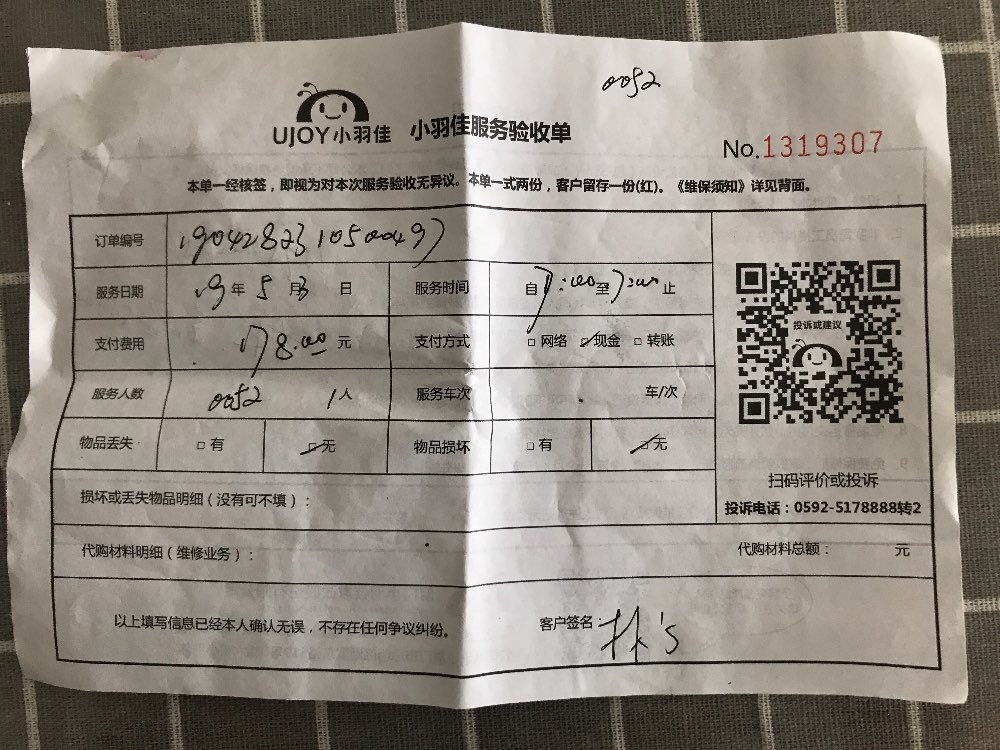 0052
UJOY小羽佳 小羽佳服务验收单
No.1319307
本单一经核签，即视为对本次服务验收无异议。本单一式两份，客户留存一份(红)。《维保须知》详见背面。
订单编号 190428231050049)
服务日期 19年5月3日 服务时间 自 至 止
支付费用 178.00元 支付方式 □网络 ☑现金 □转账
服务人数 0052 1人 服务车次 车/次
物品丢失 □有 ☑无 物品损坏 □有 ☑无
投诉或建议
扫码评价或投诉
投诉电话：0592-5178888转2
损坏或丢失物品明细（没有可不填）：
代购材料明细（维修业务）： 代购材料总额： 元
以上填写信息已经本人确认无误，不存在任何争议纠纷。 客户签名：林's